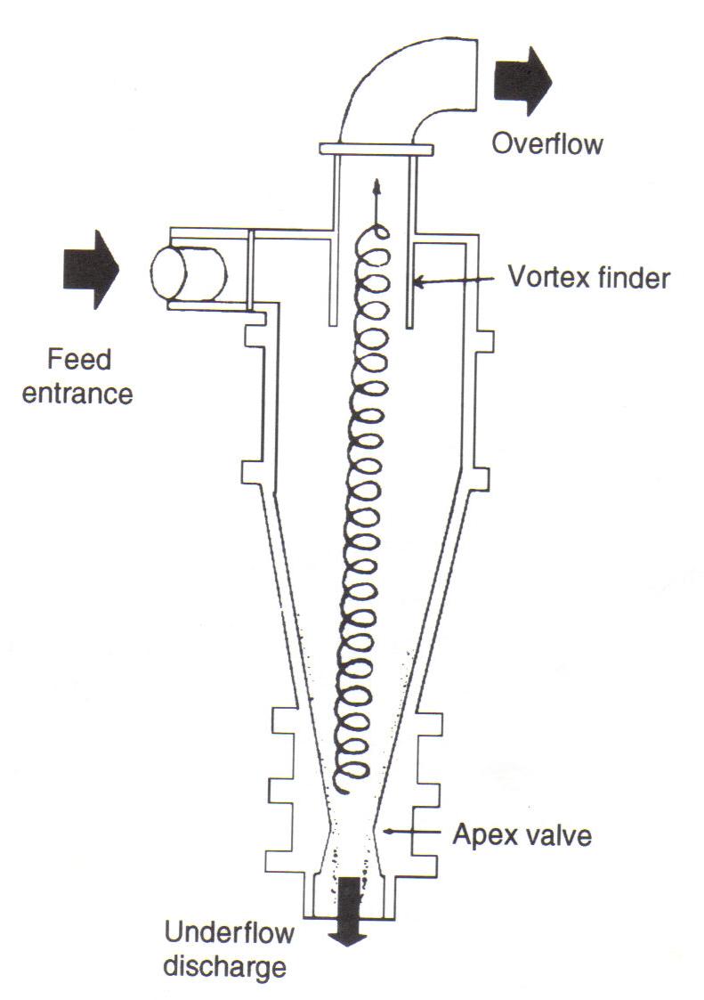 Overflow
Vortex finder
Feed
entrance
Apex valve
Underflow
discharge